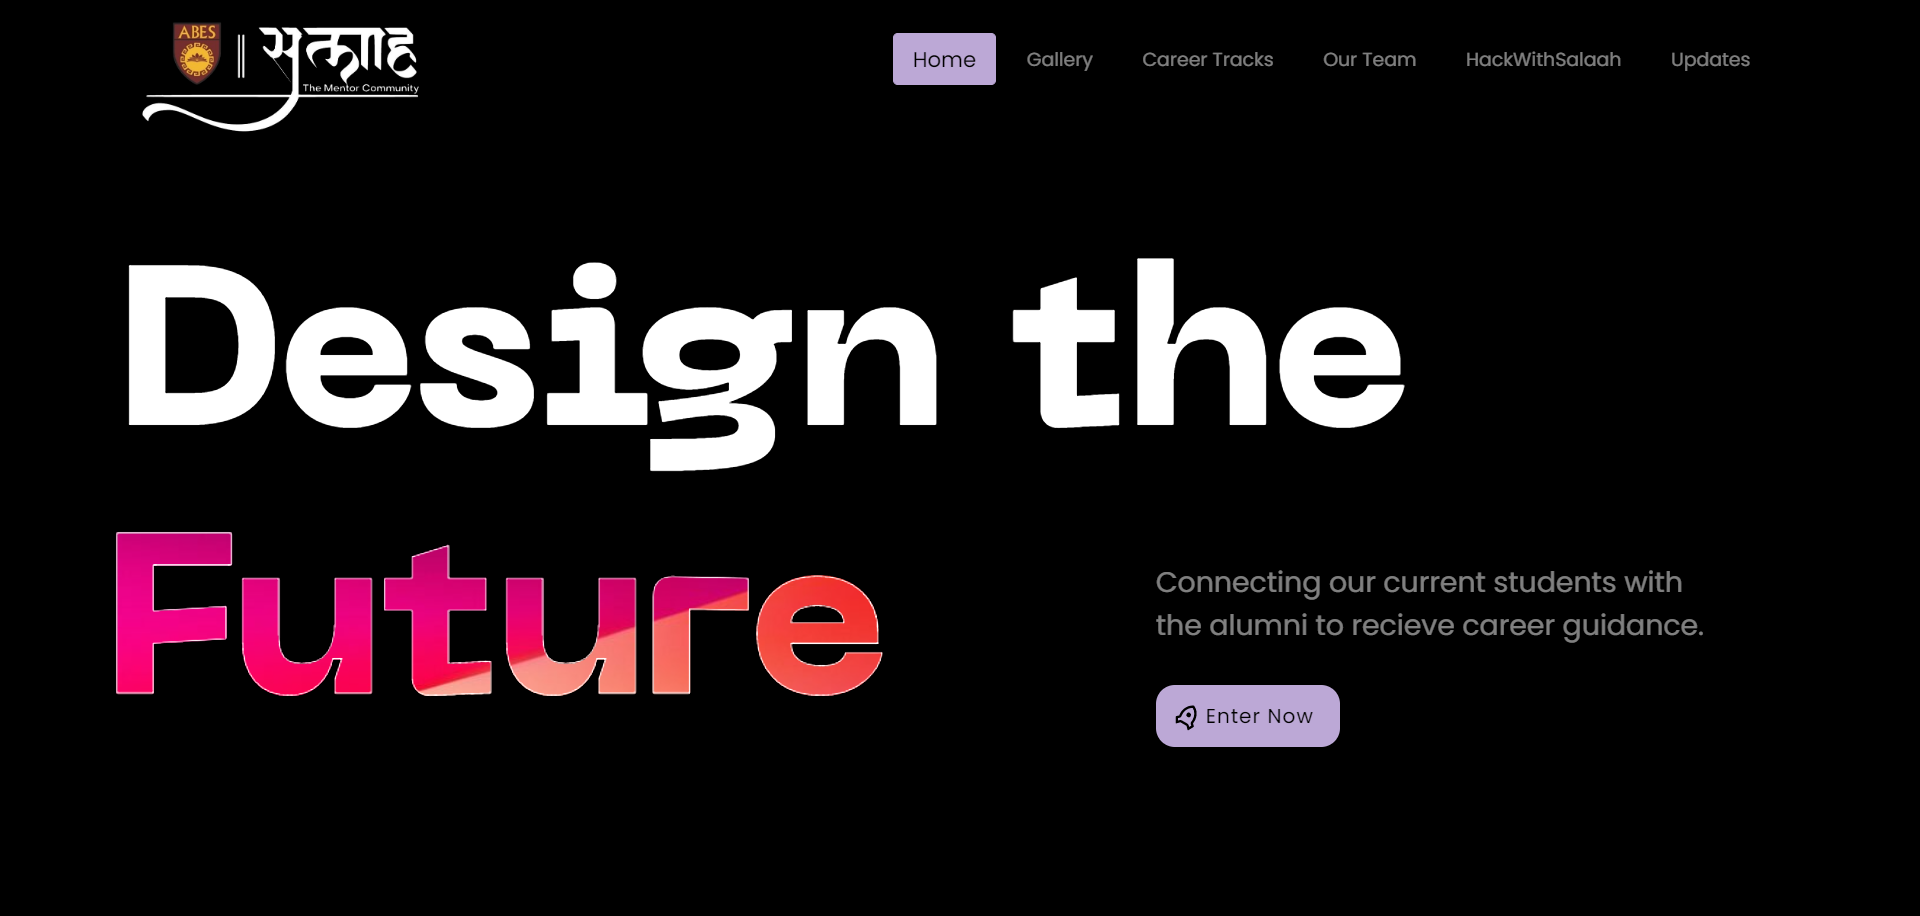 ABES
सलाह
The Mentor Community
Home Gallery Career Tracks Our Team HackWithSalaah Updates
Design the
Future
Connecting our current students with
the alumni to recieve career guidance.
Enter Now